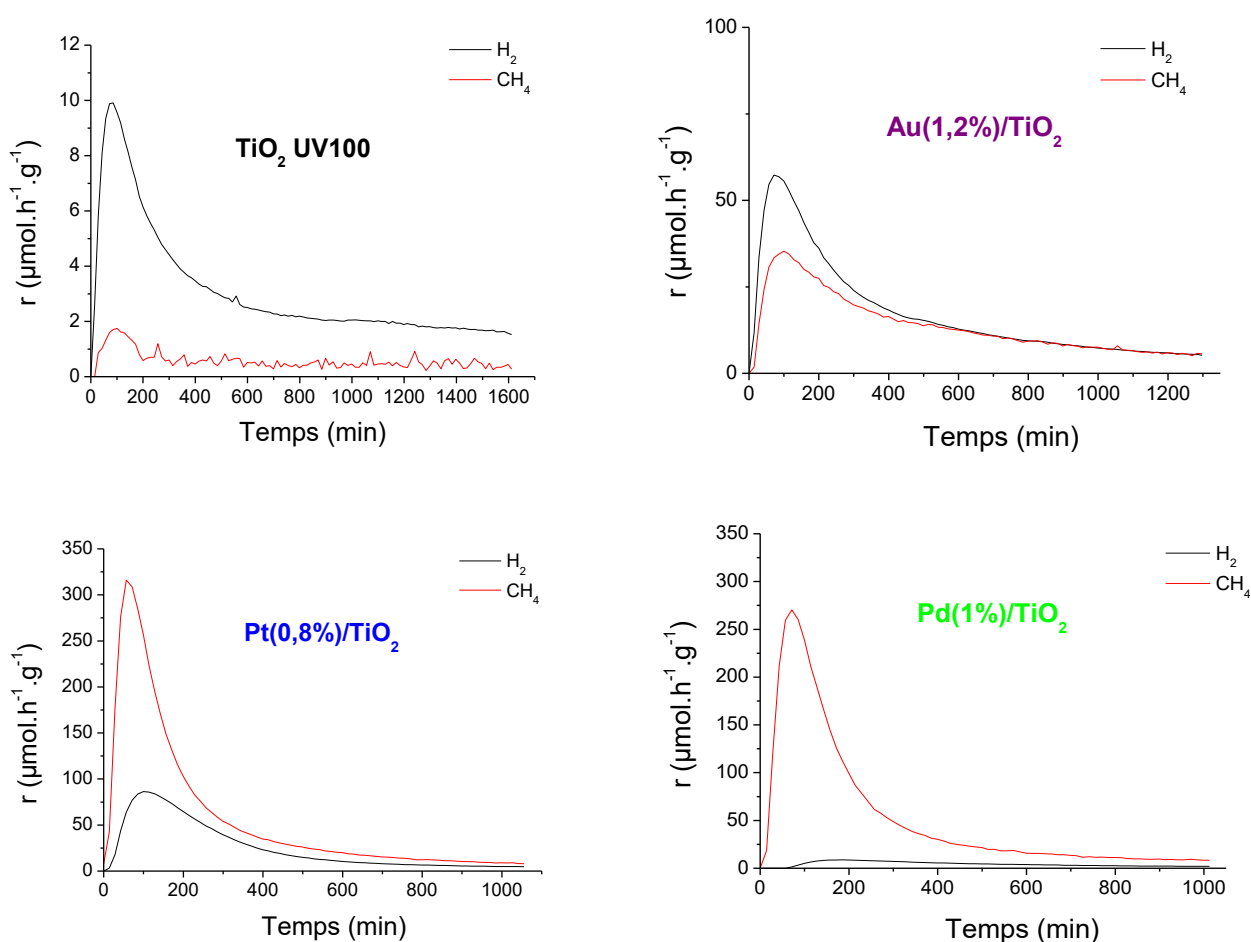 H₂
CH₄
TiO₂ UV100
r (µmol.h⁻¹.g⁻¹)
12
10
8
6
4
2
0
0 200 400 600 800 1000 1200 1400 1600
Temps (min)
H₂
CH₄
Au(1,2%)/TiO₂
r (µmol.h⁻¹.g⁻¹)
100
50
0
0 200 400 600 800 1000 1200
Temps (min)
H₂
CH₄
Pt(0,8%)/TiO₂
r (µmol.h⁻¹.g⁻¹)
350
300
250
200
150
100
50
0
0 200 400 600 800 1000
Temps (min)
H₂
CH₄
Pd(1%)/TiO₂
r (µmol.h⁻¹.g⁻¹)
350
300
250
200
150
100
50
0
0 200 400 600 800 1000
Temps (min)